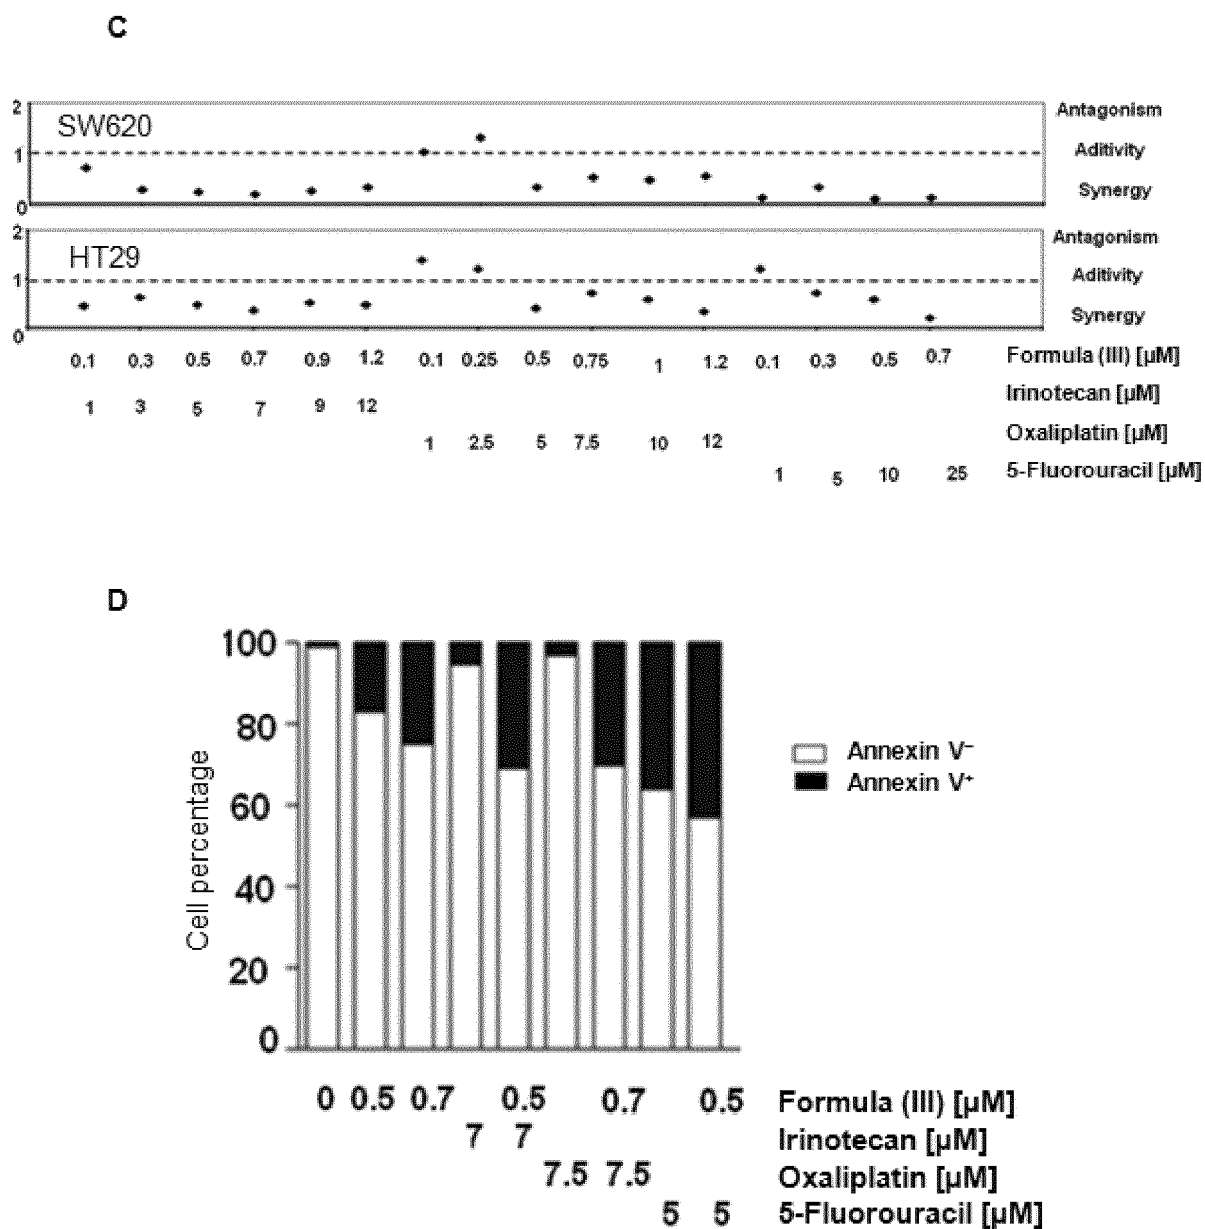 C
2
SW620
Antagonism
1
Aditivity
Synergy
0
2
HT29
Antagonism
1
Aditivity
Synergy
0
0.1 0.3 0.5 0.7 0.9 1.2 0.1 0.25 0.5 0.75 1 1.2 0.1 0.3 0.5 0.7 Formula (III) [µM]
1 3 5 7 9 12 Irinotecan [µM]
1 2.5 5 7.5 10 12 Oxaliplatin [µM]
1 5 10 25 5-Fluorouracil [µM]
D
100
80
60
40
20
0
Cell percentage
Annexin V⁻
Annexin V⁺
0 0.5 0.7 0.5 0.7 0.5 Formula (III) [µM]
7 7 Irinotecan [µM]
7.5 7.5 Oxaliplatin [µM]
5 5 5-Fluorouracil [µM]